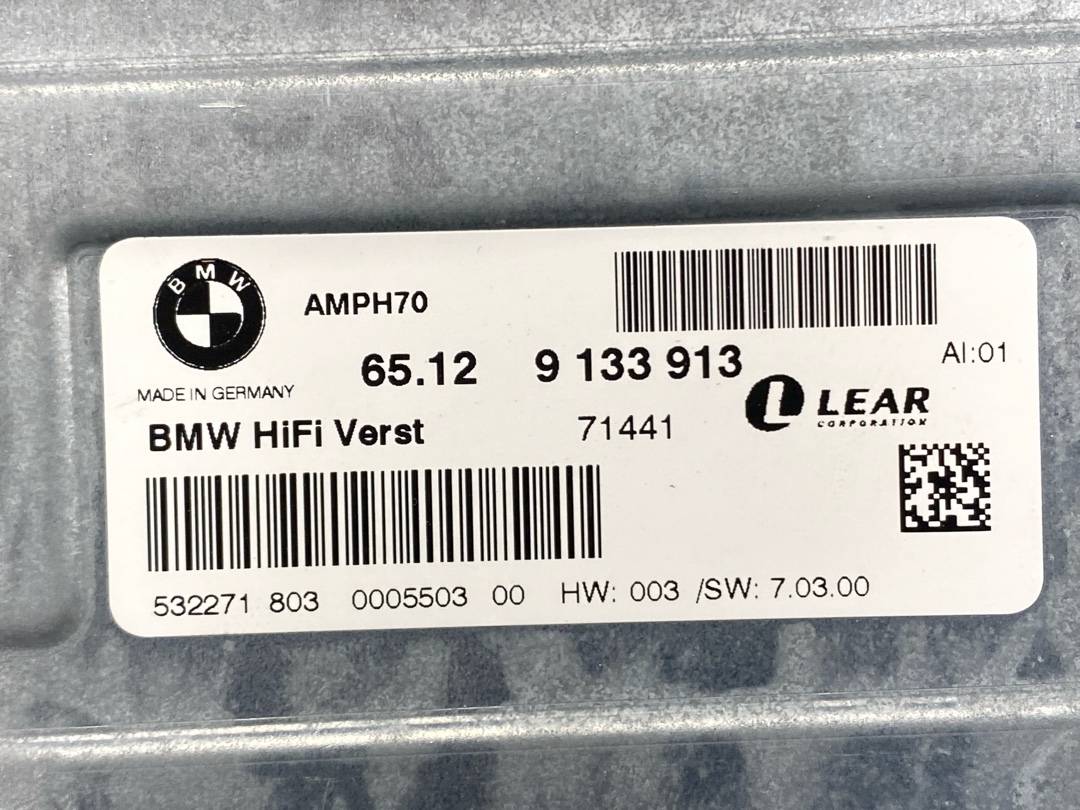 BMW
AMPH70
65.12 9 133 913
AI:01
MADE IN GERMANY
LEAR
CORPORATION
BMW HiFi Verst
71441
532271 803 0005503 00 HW: 003 /SW: 7.03.00